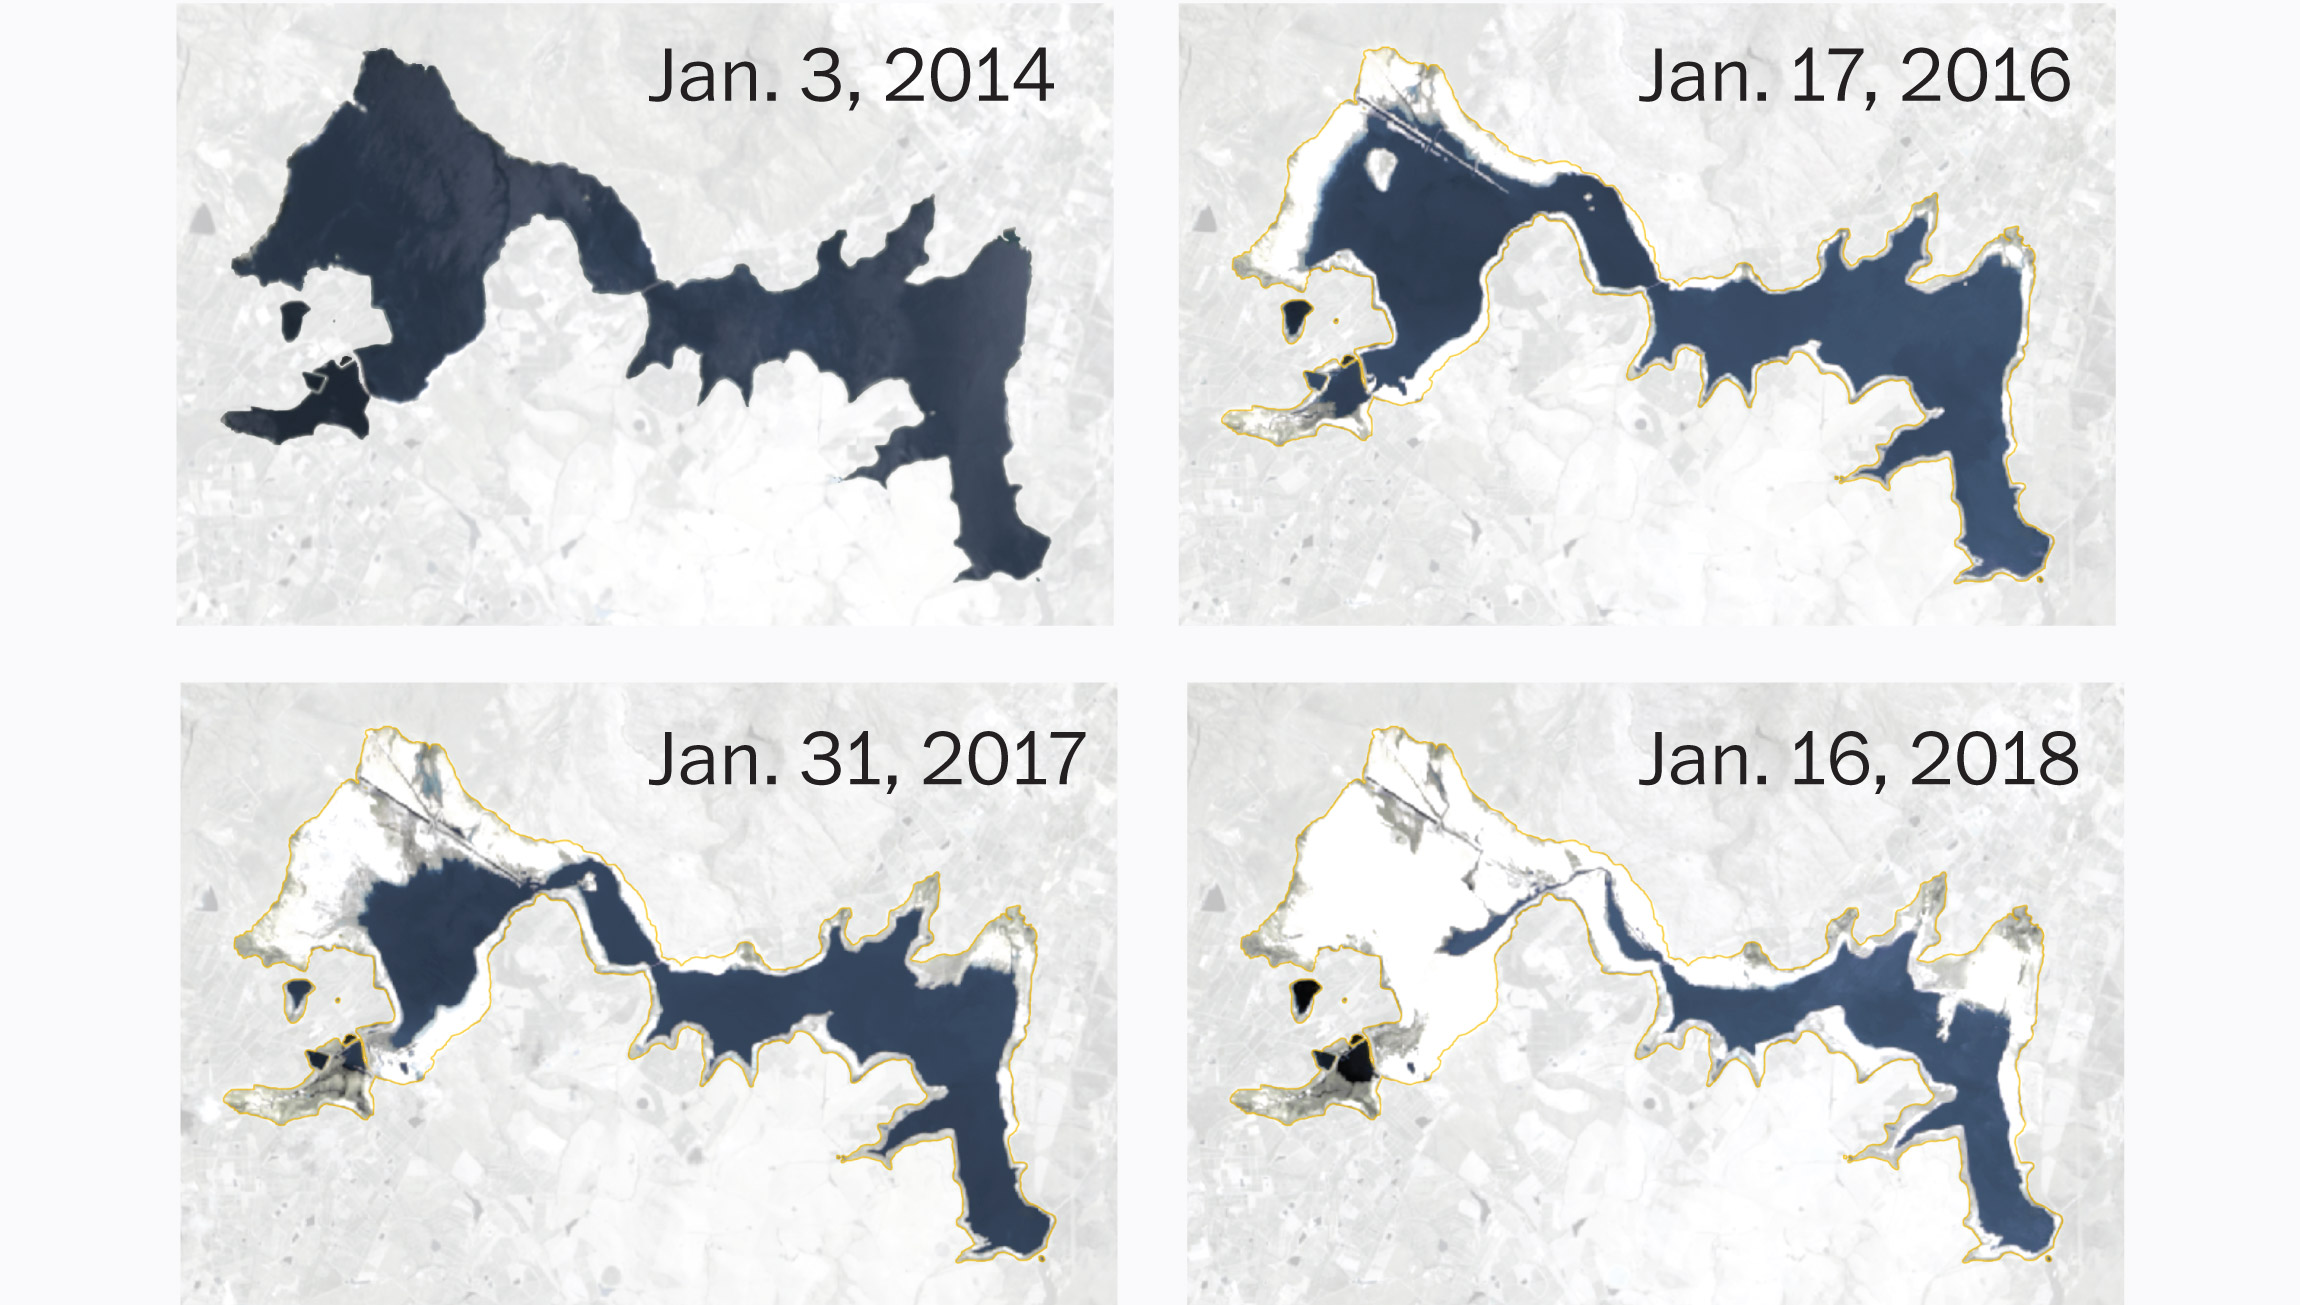 Jan. 3, 2014
Jan. 17, 2016
Jan. 31, 2017
Jan. 16, 2018